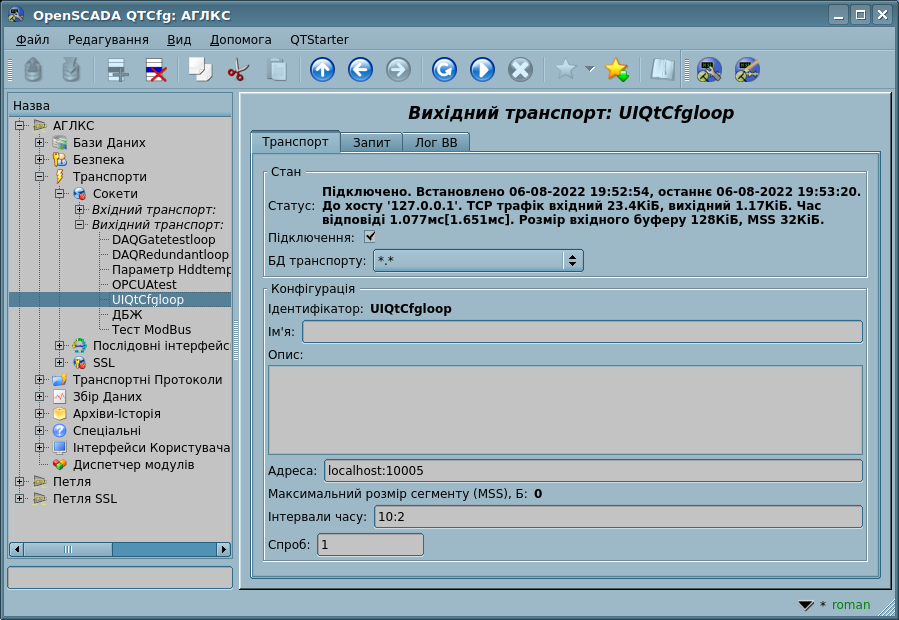 OpenSCADA QTCfg: АГЛКС
Файл Редагування Вид Допомога QTStarter
Назва
АГЛКС
Бази Даних
Безпека
Транспорти
Сокети
Вхідний транспорт:
Вихідний транспорт:
DAQGatetestloop
DAQRedundantloop
Параметр Hddtemp
OPCUAtest
UIQtCfgloop
ДБЖ
Тест ModBus
Послідовні інтерфейс
SSL
Транспортні Протоколи
Збір Даних
Архіви-Історія
Спеціальні
Інтерфейси Користувача
Диспетчер модулів
Петля
Петля SSL
Вихідний транспорт: UIQtCfgloop
Транспорт Запит Лог ВВ
Стан
Статус: Підключено. Встановлено 06-08-2022 19:52:54, останнє 06-08-2022 19:53:20.
До хосту '127.0.0.1'. TCP трафік вхідний 23.4КіБ, вихідний 1.17КіБ. Час
відповіді 1.077мс[1.651мс]. Розмір вхідного буферу 128КіБ, MSS 32КіБ.
Підключення:
БД транспорту: *.*
Конфігурація
Ідентифікатор: UIQtCfgloop
Ім'я:
Опис:
Адреса: localhost:10005
Максимальний розмір сегменту (MSS), Б: 0
Інтервали часу: 10:2
Спроб: 1
* roman